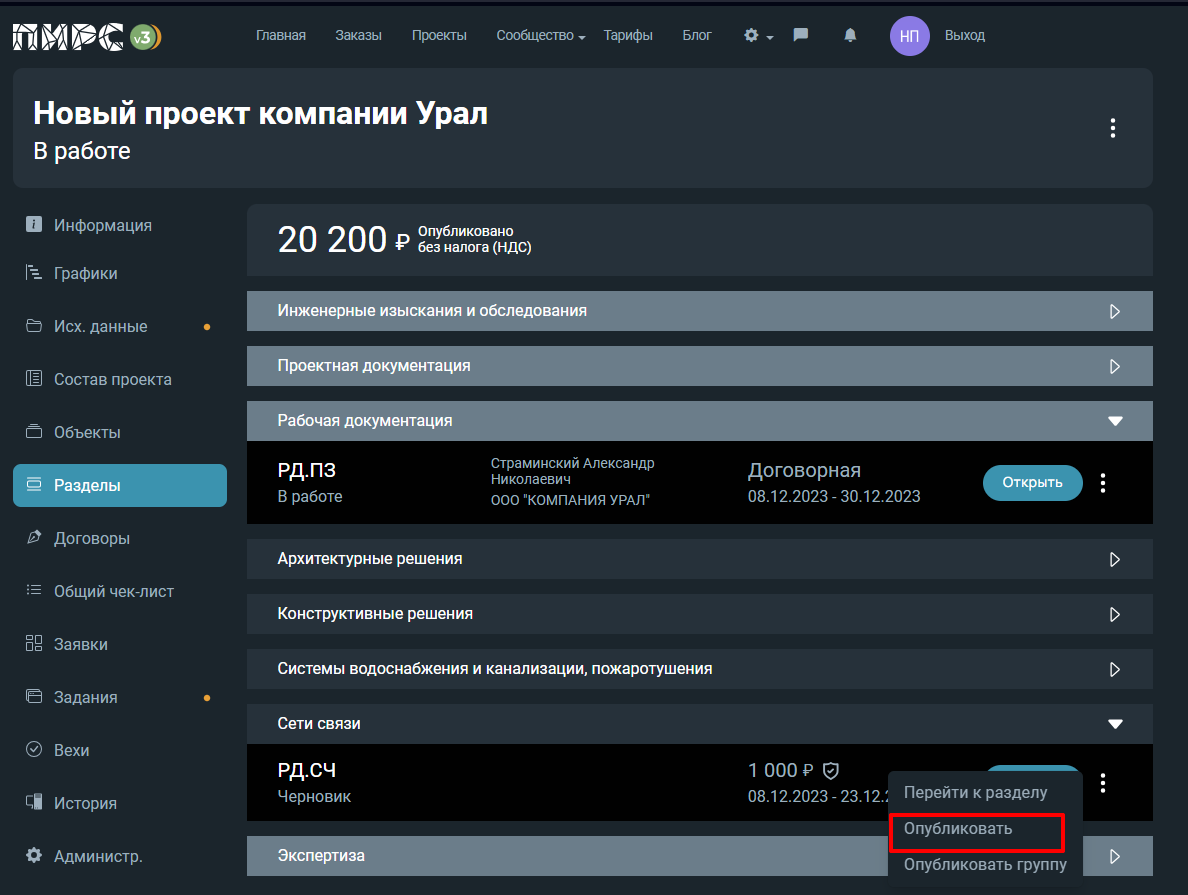 ПИРС v3
Главная Заказы Проекты Сообщество Тарифы Блог НП Выход
Новый проект компании Урал
В работе
Информация
Графики
Исх. данные
Состав проекта
Объекты
Разделы
Договоры
Общий чек-лист
Заявки
Задания
Вехи
История
Администр.
20 200 ₽
Опубликовано
без налога (НДС)
Инженерные изыскания и обследования
Проектная документация
Рабочая документация
РД.ПЗ
В работе
Страминский Александр
Николаевич
ООО "КОМПАНИЯ УРАЛ"
Договорная
08.12.2023 - 30.12.2023
Открыть
Архитектурные решения
Конструктивные решения
Системы водоснабжения и канализации, пожаротушения
Сети связи
РД.СЧ
Черновик
1 000 ₽
08.12.2023 - 23.12.2
Перейти к разделу
Опубликовать
Опубликовать группу
Экспертиза